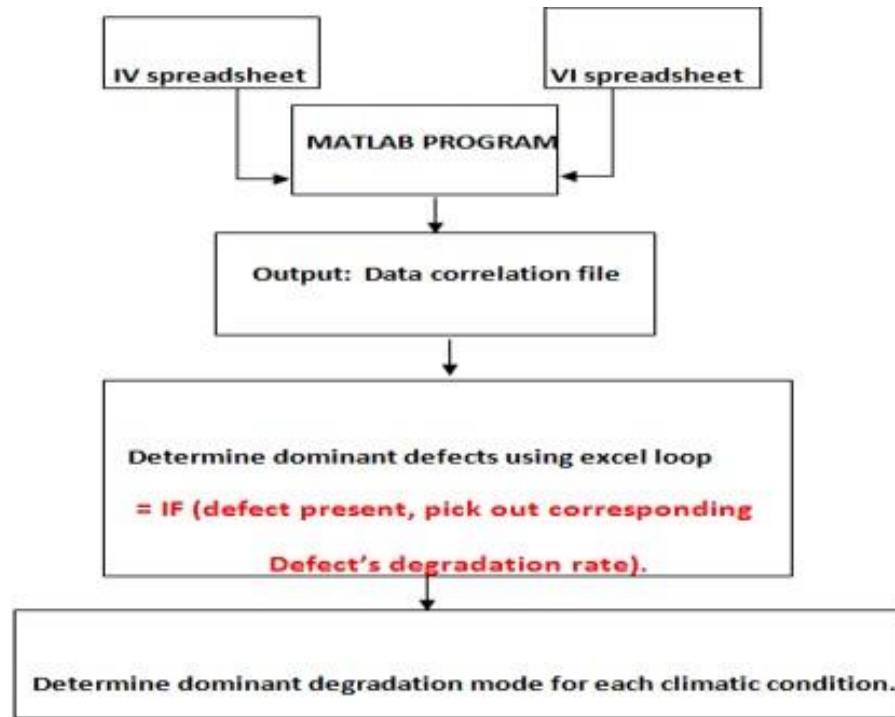 IV spreadsheet
VI spreadsheet
MATLAB PROGRAM
Output: Data correlation file
Determine dominant defects using excel loop
= IF (defect present, pick out corresponding
Defect’s degradation rate).
Determine dominant degradation mode for each climatic condition.